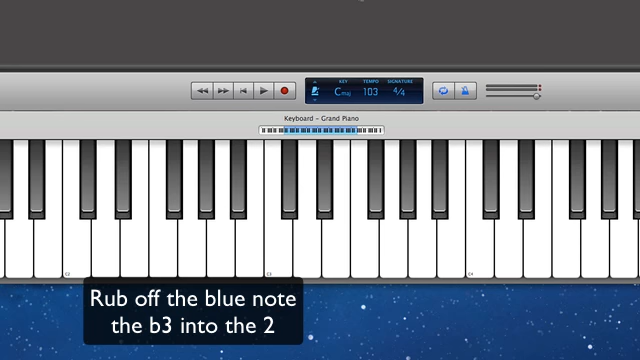 KEY TEMPO SIGNATURE
Cmaj 103 4/4
Keyboard – Grand Piano
C2 C3 C4
Rub off the blue note
the b3 into the 2